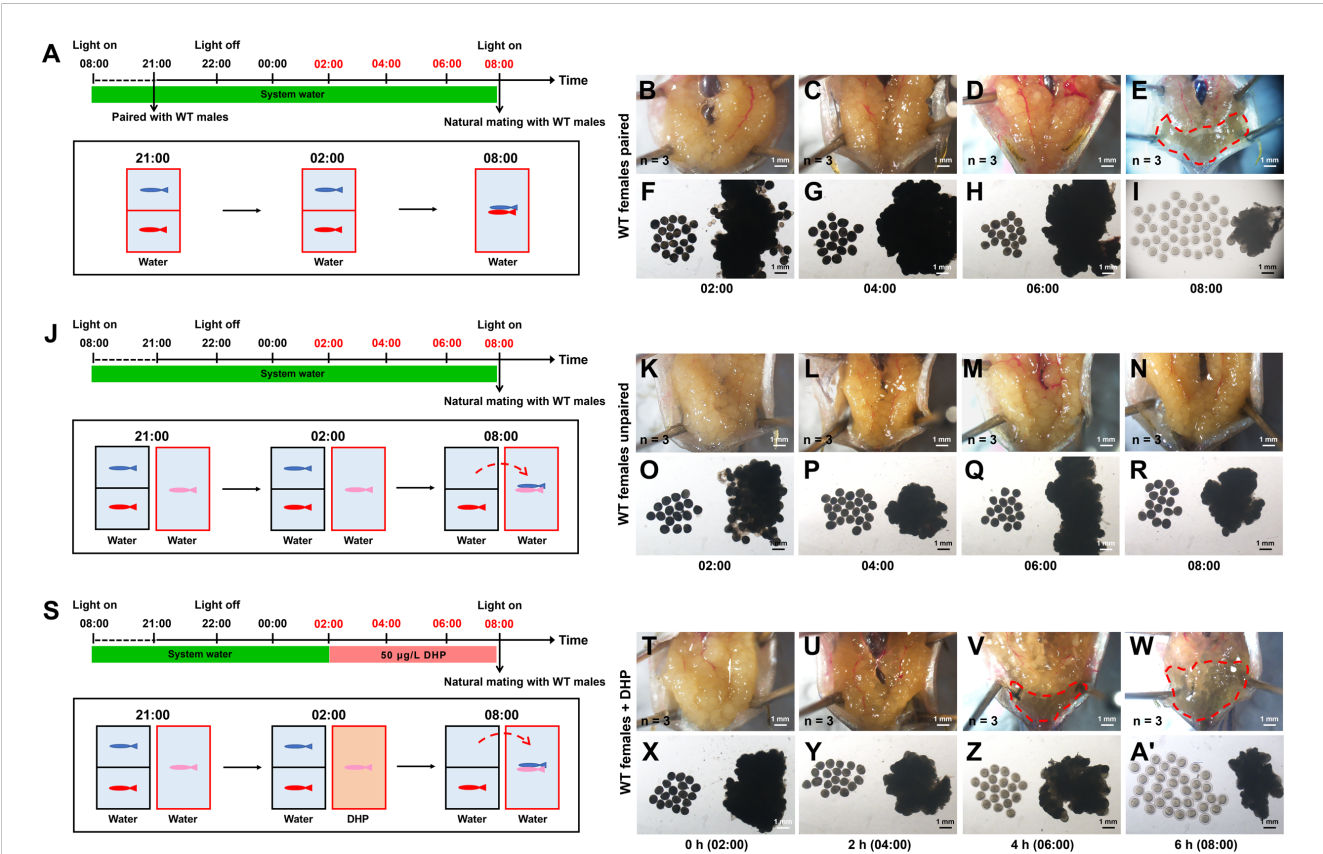 A
Light on
Light off
Light on
08:00
21:00
22:00
00:00
02:00
04:00
06:00
08:00
Time
System water
Paired with WT males
Natural mating with WT males
21:00
02:00
08:00
Water
Water
Water
WT females paired
B
n = 3
1 mm
C
n = 3
1 mm
D
n = 3
1 mm
E
n = 3
1 mm
F
1 mm
G
1 mm
H
1 mm
I
1 mm
02:00
04:00
06:00
08:00
J
Light on
Light off
Light on
08:00
21:00
22:00
00:00
02:00
04:00
06:00
08:00
Time
System water
Natural mating with WT males
21:00
02:00
08:00
Water
Water
Water
Water
Water
Water
WT females unpaired
K
n = 3
1 mm
L
n = 3
1 mm
M
n = 3
1 mm
N
n = 3
1 mm
O
1 mm
P
1 mm
Q
1 mm
R
1 mm
02:00
04:00
06:00
08:00
S
Light on
Light off
Light on
08:00
21:00
22:00
00:00
02:00
04:00
06:00
08:00
Time
System water
50 μg/L DHP
Natural mating with WT males
21:00
02:00
08:00
Water
Water
Water
DHP
Water
Water
WT females + DHP
T
n = 3
1 mm
U
n = 3
1 mm
V
n = 3
1 mm
W
n = 3
1 mm
X
1 mm
Y
1 mm
Z
1 mm
A'
1 mm
0 h (02:00)
2 h (04:00)
4 h (06:00)
6 h (08:00)